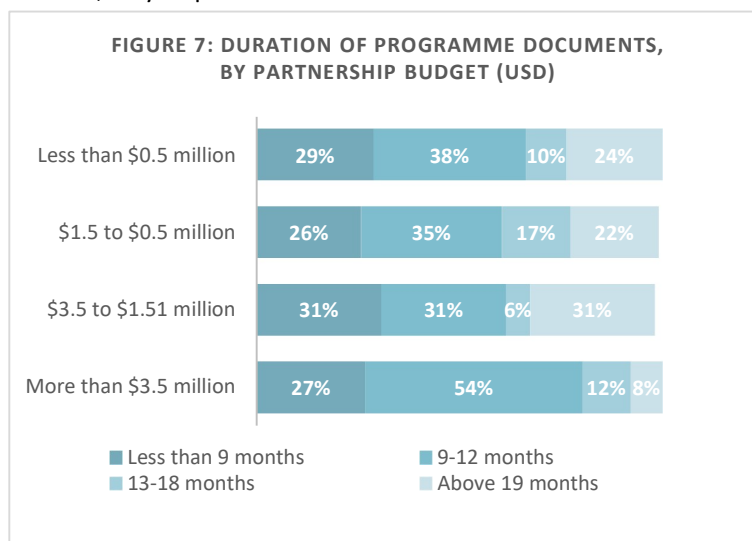 FIGURE 7: DURATION OF PROGRAMME DOCUMENTS,
BY PARTNERSHIP BUDGET (USD)
Less than $0.5 million 29% 38% 10% 24%
$1.5 to $0.5 million 26% 35% 17% 22%
$3.5 to $1.51 million 31% 31% 6% 31%
More than $3.5 million 27% 54% 12% 8%
Less than 9 months 9-12 months
13-18 months Above 19 months